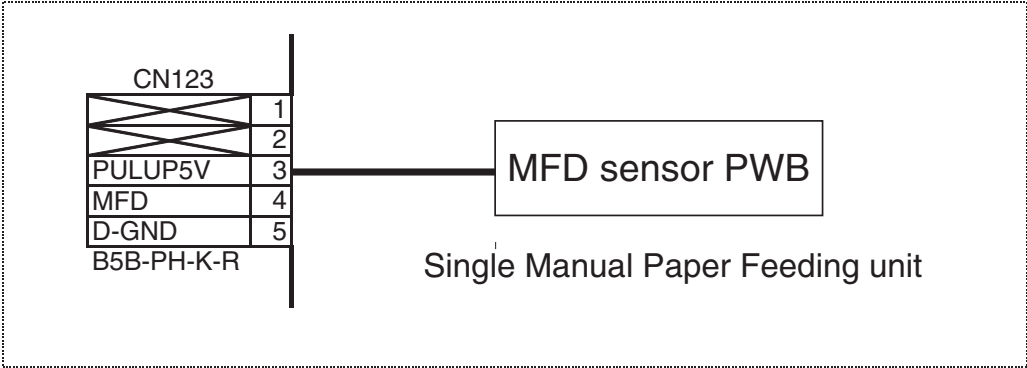 CN123
1
2
PULUP5V 3
MFD 4
D-GND 5
B5B-PH-K-R
MFD sensor PWB
Single Manual Paper Feeding unit